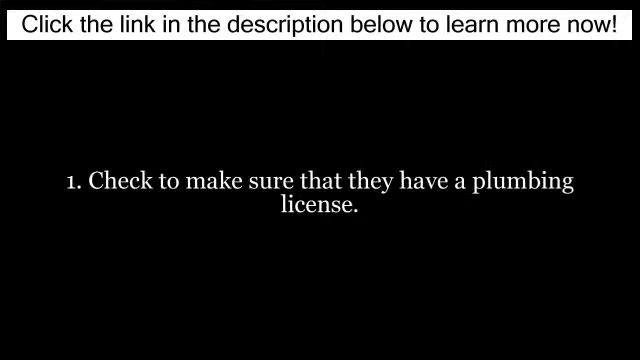 Click the link in the description below to learn more now!
1. Check to make sure that they have a plumbing
license.